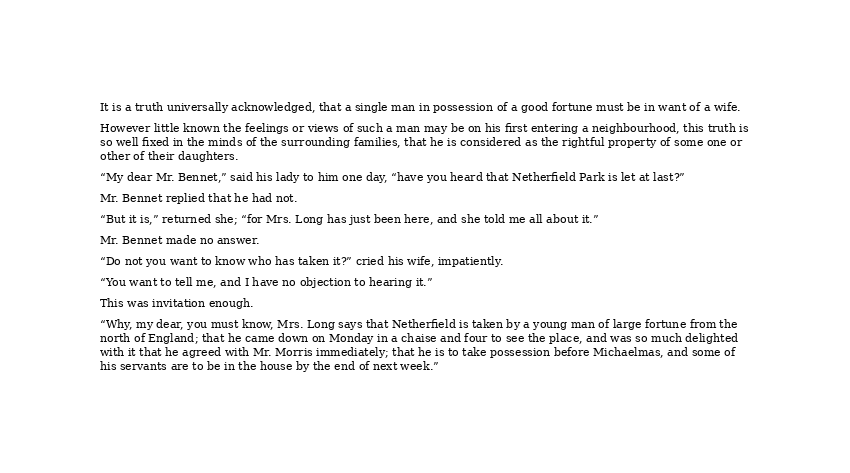 It is a truth universally acknowledged, that a single man in possession of a good fortune must be in want of a wife.
However little known the feelings or views of such a man may be on his first entering a neighbourhood, this truth is
so well fixed in the minds of the surrounding families, that he is considered as the rightful property of some one or
other of their daughters.
“My dear Mr. Bennet,” said his lady to him one day, “have you heard that Netherfield Park is let at last?”
Mr. Bennet replied that he had not.
“But it is,” returned she; “for Mrs. Long has just been here, and she told me all about it.”
Mr. Bennet made no answer.
“Do not you want to know who has taken it?” cried his wife, impatiently.
“You want to tell me, and I have no objection to hearing it.”
This was invitation enough.
“Why, my dear, you must know, Mrs. Long says that Netherfield is taken by a young man of large fortune from the
north of England; that he came down on Monday in a chaise and four to see the place, and was so much delighted
with it that he agreed with Mr. Morris immediately; that he is to take possession before Michaelmas, and some of
his servants are to be in the house by the end of next week.”